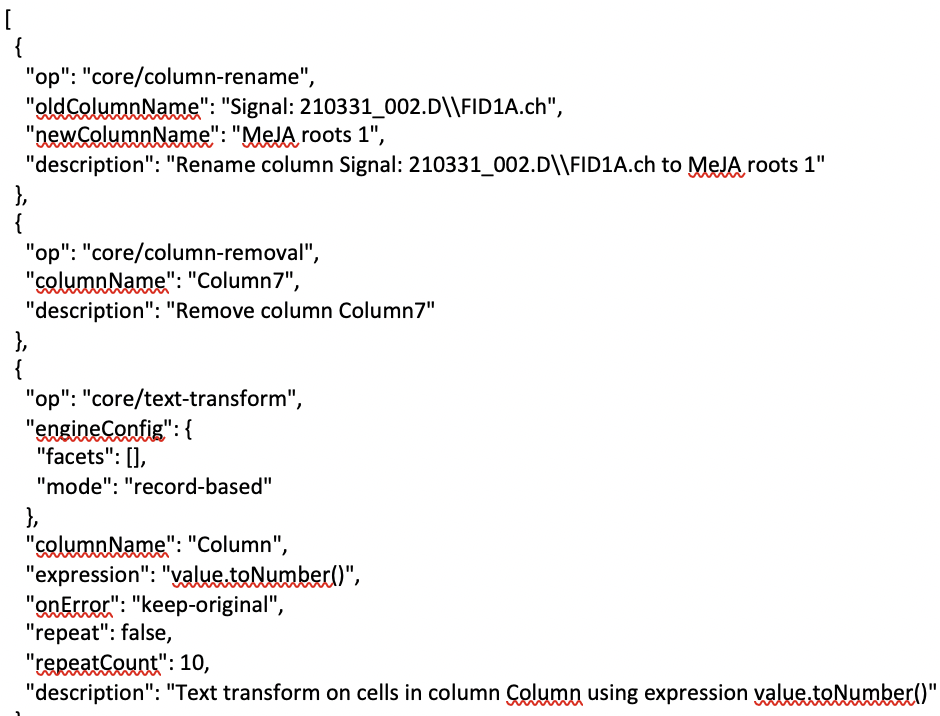 [
{
"op": "core/column-rename",
"oldColumnName": "Signal: 210331_002.D\\FID1A.ch",
"newColumnName": "MeJA roots 1",
"description": "Rename column Signal: 210331_002.D\\FID1A.ch to MeJA roots 1"
},
{
"op": "core/column-removal",
"columnName": "Column7",
"description": "Remove column Column7"
},
{
"op": "core/text-transform",
"engineConfig": {
"facets": [],
"mode": "record-based"
},
"columnName": "Column",
"expression": "value.toNumber()",
"onError": "keep-original",
"repeat": false,
"repeatCount": 10,
"description": "Text transform on cells in column Column using expression value.toNumber()"